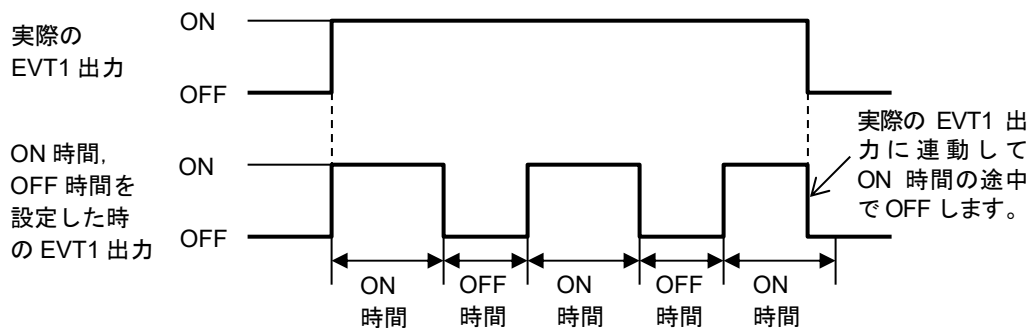 実際の
EVT1 出力
ON
OFF
実際の EVT1 出
力に連動して
ON 時間の途中
で OFF します。
ON 時間,
OFF 時間を
設定した時
の EVT1 出力
ON
OFF
ON
時間
OFF
時間
ON
時間
OFF
時間
ON
時間